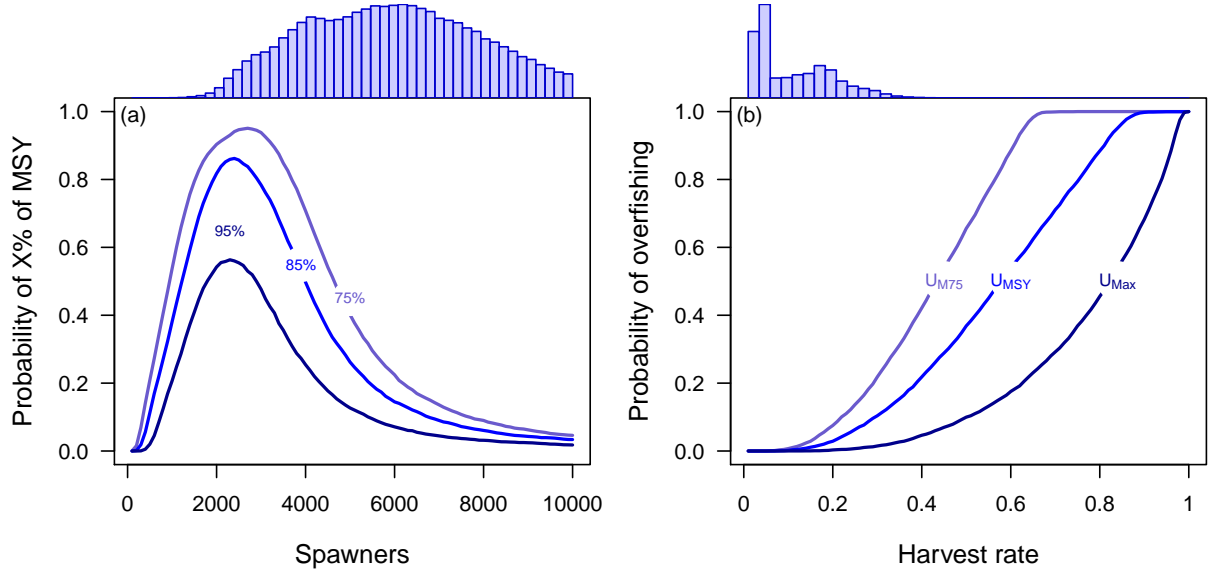 (a)
Probability of X% of MSY
1.0
0.8
0.6
0.4
0.2
0.0
95%
85%
75%
0 2000 4000 6000 8000 10000
Spawners
(b)
Probability of overfishing
1.0
0.8
0.6
0.4
0.2
0.0
UM75
UMSY
UMax
0 0.2 0.4 0.6 0.8 1
Harvest rate